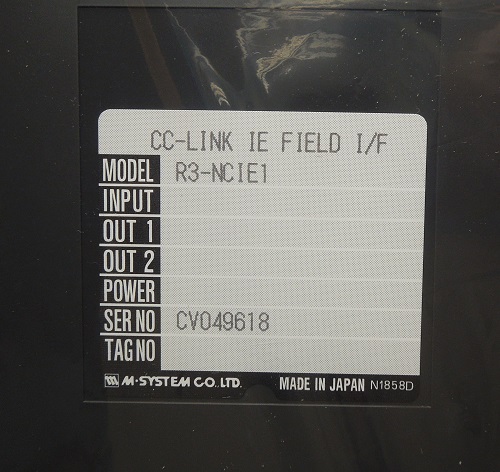 CC-LINK IE FIELD I/F
MODEL R3-NCIE1
INPUT
OUT 1
OUT 2
POWER
SER NO CV049618
TAG NO
M-SYSTEM CO.,LTD. MADE IN JAPAN N1858D